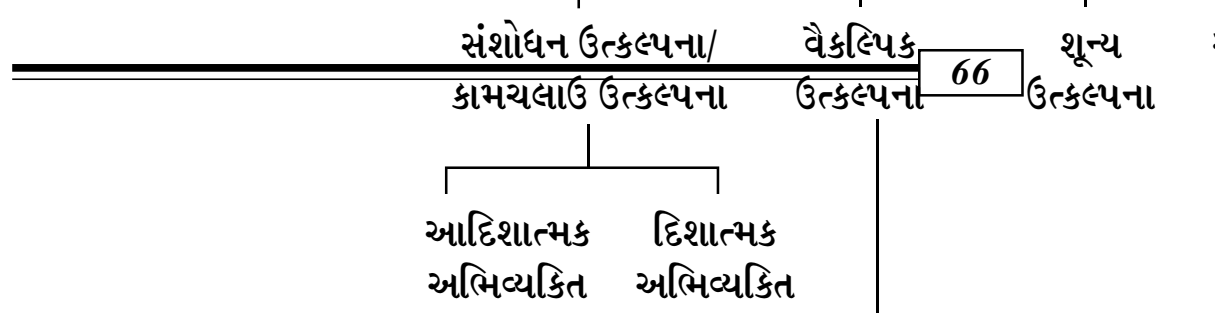 સંશોધન ઉત્કલ્પના/ વૈકલ્પિક શૂન્ય
66
કામચલાઉ ઉત્કલ્પના ઉત્કલ્પના ઉત્કલ્પના
આદિશાત્મક દિશાત્મક
અભિવ્યકિત અભિવ્યકિત